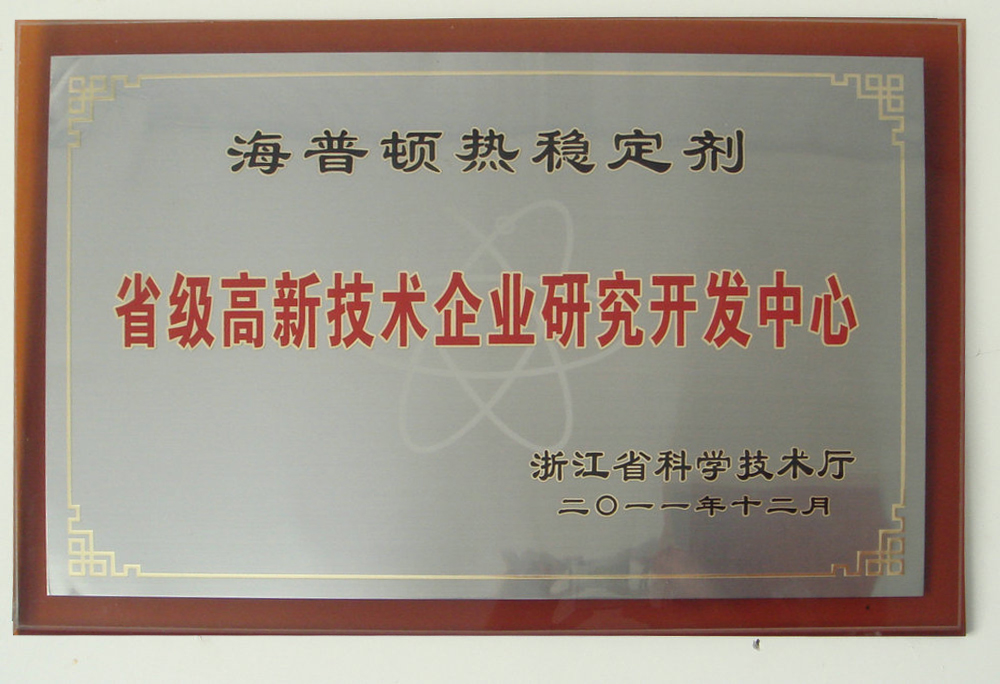 海普顿热稳定剂
省级高新技术企业研究开发中心
浙江省科学技术厅
二〇一一年十二月